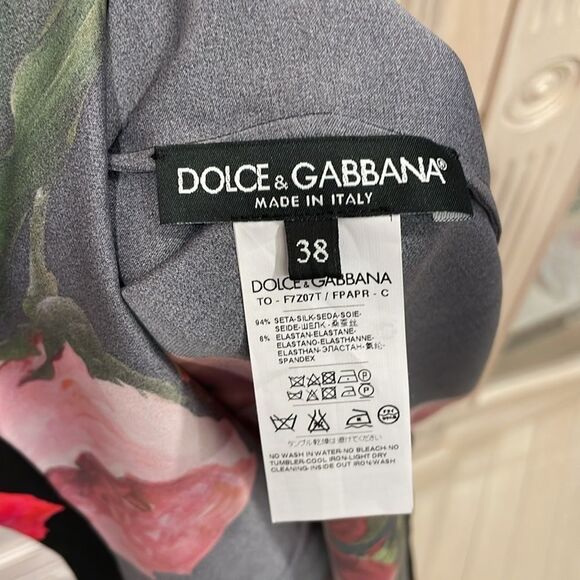 DOLCE & GABBANA®
MADE IN ITALY
38
DOLCE & GABBANA
TO - F7Z07T / FPAPR - C
94% SETA-SILK-SEDA-SOIE-
SEIDE-ШЕЛК-桑蚕丝
6% ELASTAN-ELASTANE-
ELASTANO-ELASTHANNE-
ELASTHAN-ЭЛАСТАН-氨纶-
SPANDEX
タンブル乾燥は避けてください
NO WASH IN WATER-NO BLEACH-NO
TUMBLER-COOL IRON-LIGHT DRY
CLEANING-INSIDE OUT IRON-WASH